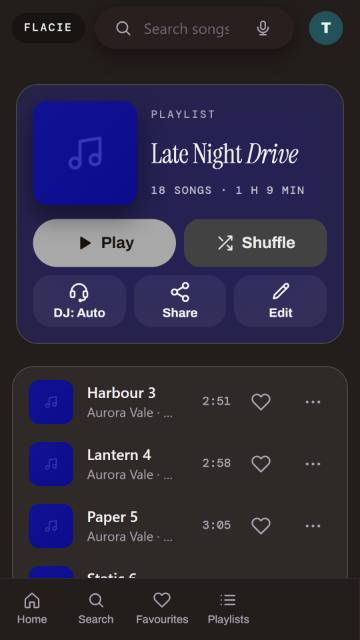 FLACIE
Search songs
T
PLAYLIST
Late Night Drive
18 SONGS · 1 H 9 MIN
Play
Shuffle
DJ: Auto
Share
Edit
Harbour 3
Aurora Vale · ...
2:51
Lantern 4
Aurora Vale · ...
2:58
Paper 5
Aurora Vale · ...
3:05
Static 6
Home
Search
Favourites
Playlists